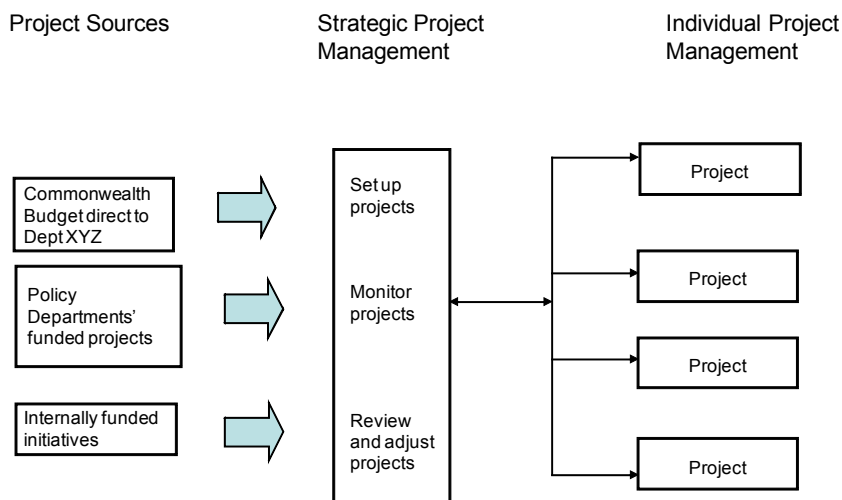 Project Sources
Strategic Project
Management
Individual Project
Management
Commonwealth
Budget direct to
Dept XYZ
Policy
Departments'
funded projects
Internally funded
initiatives
Set up
projects
Monitor
projects
Review
and adjust
projects
Project
Project
Project
Project